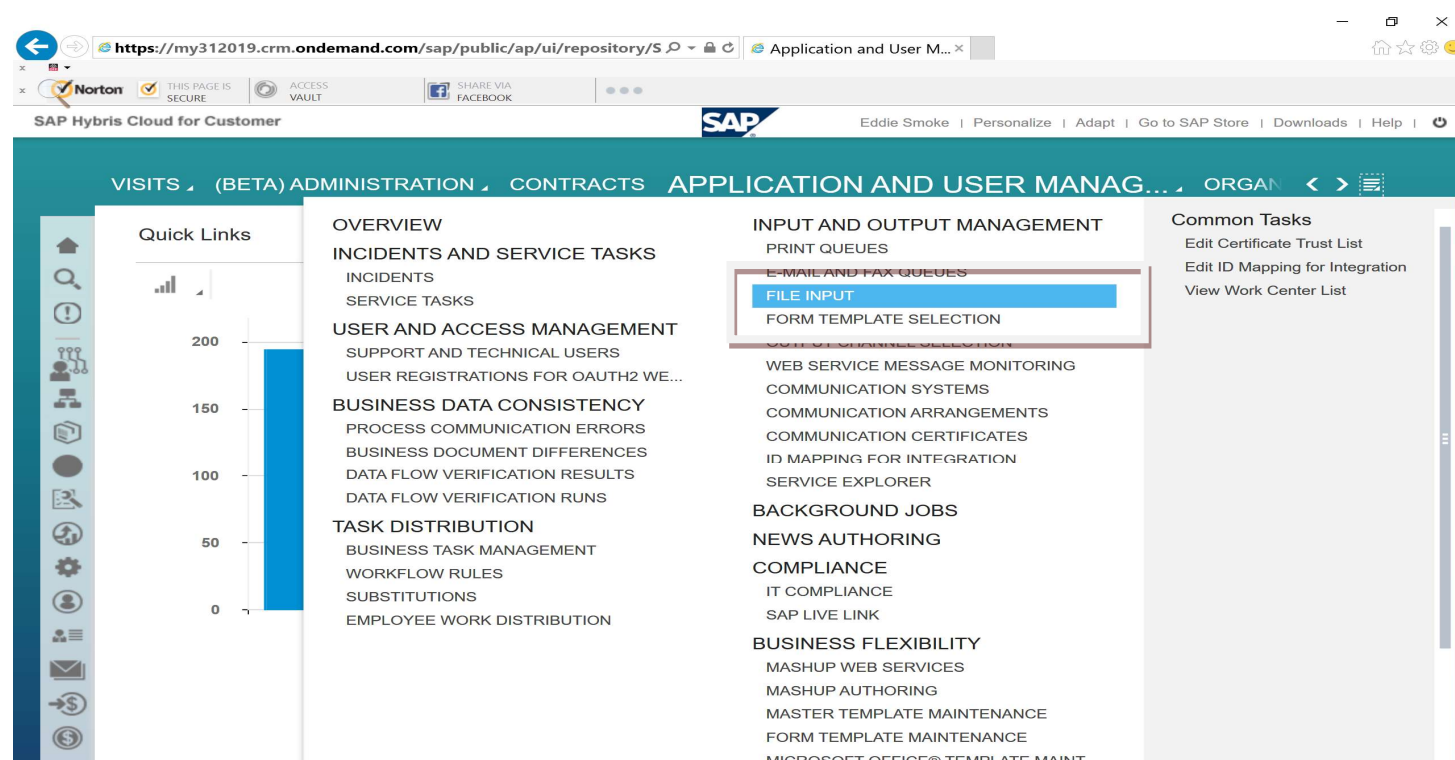 https://my312019.crm.ondemand.com/sap/public/ap/ui/repository/S
Application and User M...
Norton
THIS PAGE IS SECURE
ACCESS VAULT
SHARE VIA FACEBOOK
SAP Hybris Cloud for Customer
SAP
Eddie Smoke | Personalize | Adapt | Go to SAP Store | Downloads | Help |
VISITS (BETA) ADMINISTRATION CONTRACTS APPLICATION AND USER MANAG... ORGAN
Quick Links
200
150
100
50
0
OVERVIEW
INCIDENTS AND SERVICE TASKS
INCIDENTS
SERVICE TASKS
USER AND ACCESS MANAGEMENT
SUPPORT AND TECHNICAL USERS
USER REGISTRATIONS FOR OAUTH2 WE...
BUSINESS DATA CONSISTENCY
PROCESS COMMUNICATION ERRORS
BUSINESS DOCUMENT DIFFERENCES
DATA FLOW VERIFICATION RESULTS
DATA FLOW VERIFICATION RUNS
TASK DISTRIBUTION
BUSINESS TASK MANAGEMENT
WORKFLOW RULES
SUBSTITUTIONS
EMPLOYEE WORK DISTRIBUTION
INPUT AND OUTPUT MANAGEMENT
PRINT QUEUES
E-MAIL AND FAX QUEUES
FILE INPUT
FORM TEMPLATE SELECTION
OUTPUT CHANNEL SELECTION
WEB SERVICE MESSAGE MONITORING
COMMUNICATION SYSTEMS
COMMUNICATION ARRANGEMENTS
COMMUNICATION CERTIFICATES
ID MAPPING FOR INTEGRATION
SERVICE EXPLORER
BACKGROUND JOBS
NEWS AUTHORING
COMPLIANCE
IT COMPLIANCE
SAP LIVE LINK
BUSINESS FLEXIBILITY
MASHUP WEB SERVICES
MASHUP AUTHORING
MASTER TEMPLATE MAINTENANCE
FORM TEMPLATE MAINTENANCE
MICROSOFT OFFICE® TEMPLATE MAINT
Common Tasks
Edit Certificate Trust List
Edit ID Mapping for Integration
View Work Center List